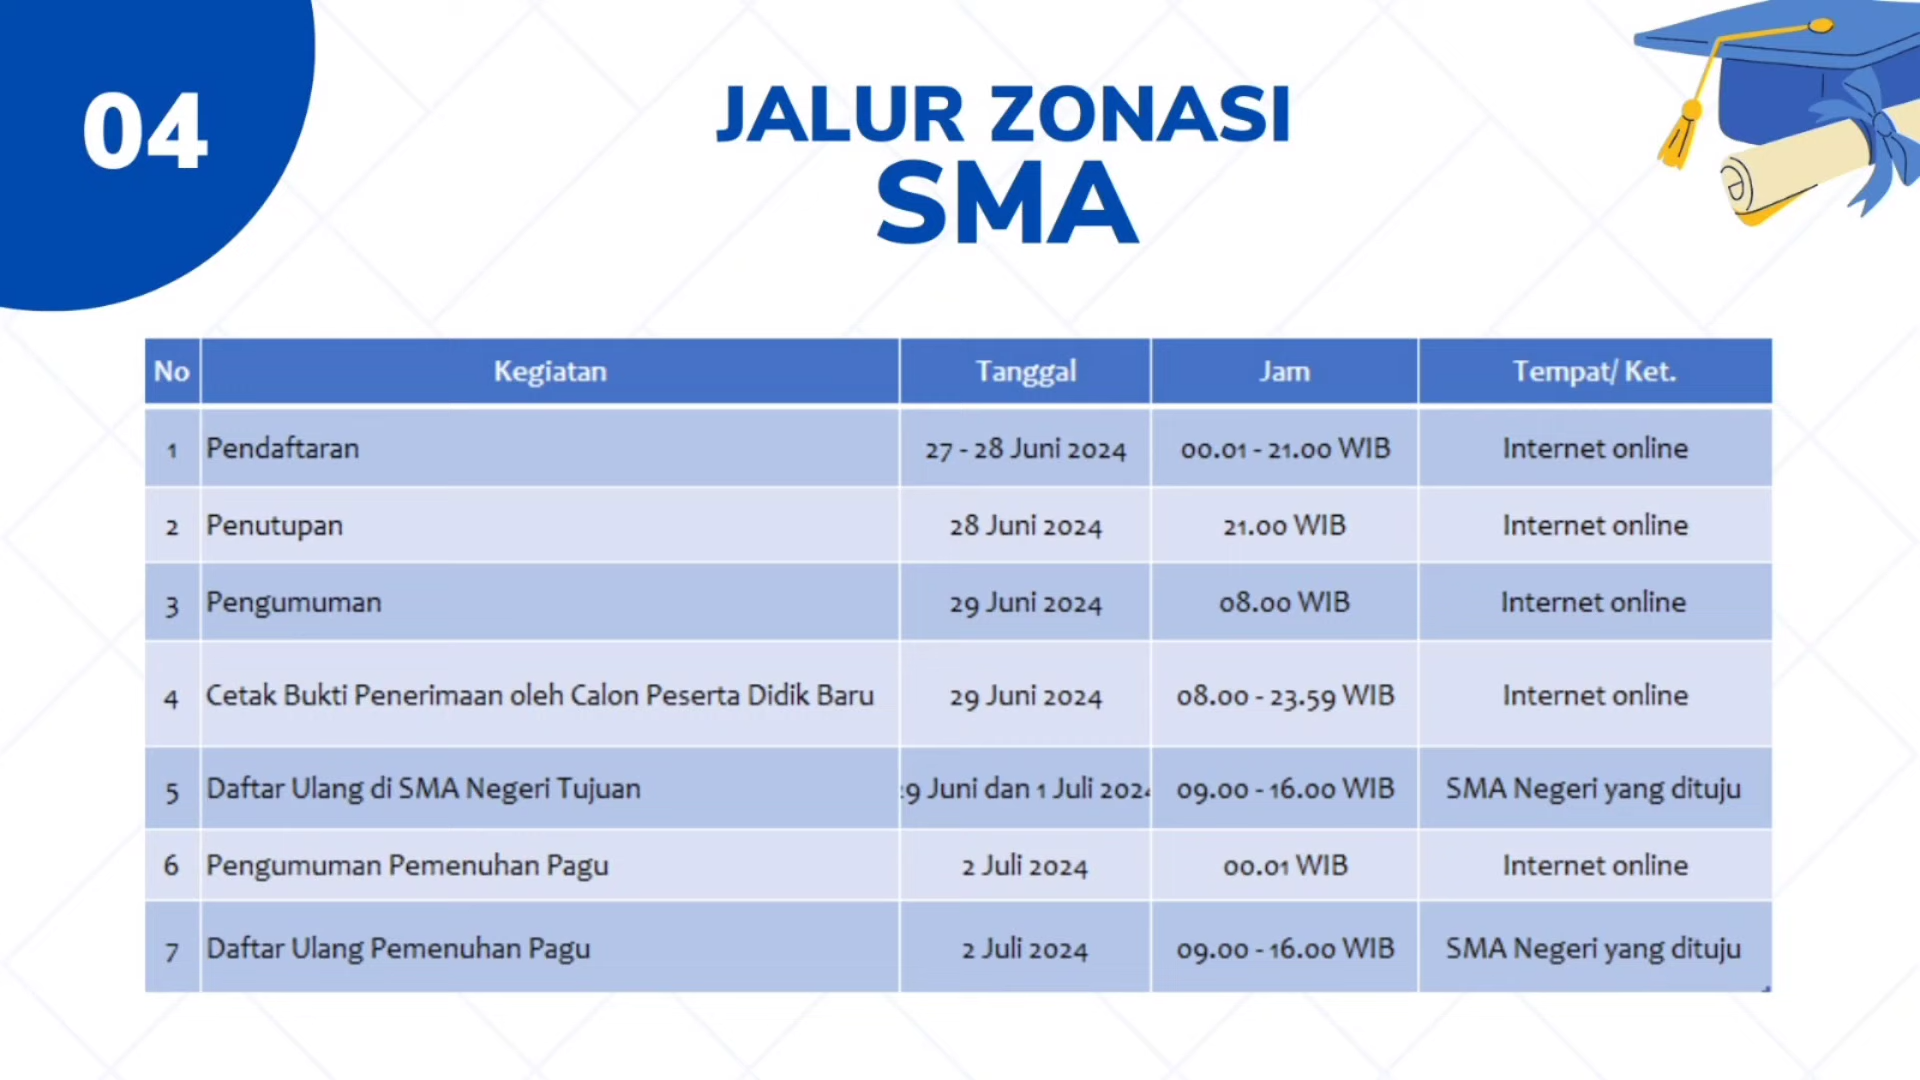 04
JALUR ZONASI
SMA
No Kegiatan Tanggal Jam Tempat/ Ket.
1 Pendaftaran 27 - 28 Juni 2024 00.01 - 21.00 WIB Internet online
2 Penutupan 28 Juni 2024 21.00 WIB Internet online
3 Pengumuman 29 Juni 2024 08.00 WIB Internet online
4 Cetak Bukti Penerimaan oleh Calon Peserta Didik Baru 29 Juni 2024 08.00 - 23.59 WIB Internet online
5 Daftar Ulang di SMA Negeri Tujuan 29 Juni dan 1 Juli 2024 09.00 - 16.00 WIB SMA Negeri yang dituju
6 Pengumuman Pemenuhan Pagu 2 Juli 2024 00.01 WIB Internet online
7 Daftar Ulang Pemenuhan Pagu 2 Juli 2024 09.00 - 16.00 WIB SMA Negeri yang dituju